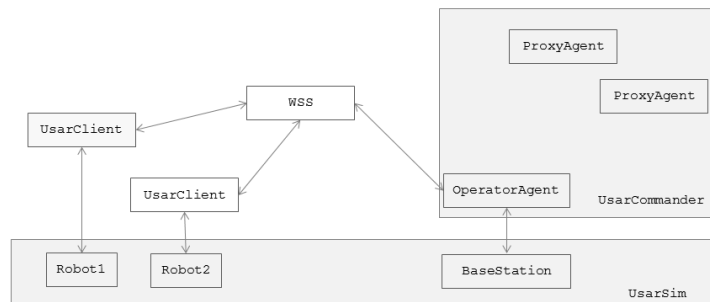 ProxyAgent
ProxyAgent
WSS
UsarClient
UsarClient
OperatorAgent
UsarCommander
Robot1
Robot2
BaseStation
UsarSim